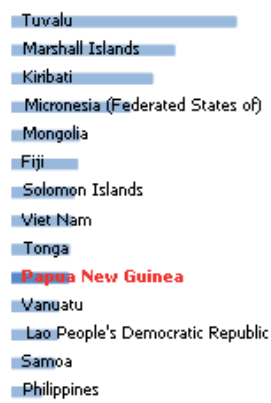 Tuvalu
Marshall Islands
Kiribati
Micronesia (Federated States of)
Mongolia
Fiji
Solomon Islands
Viet Nam
Tonga
Papua New Guinea
Vanuatu
Lao People's Democratic Republic
Samoa
Philippines